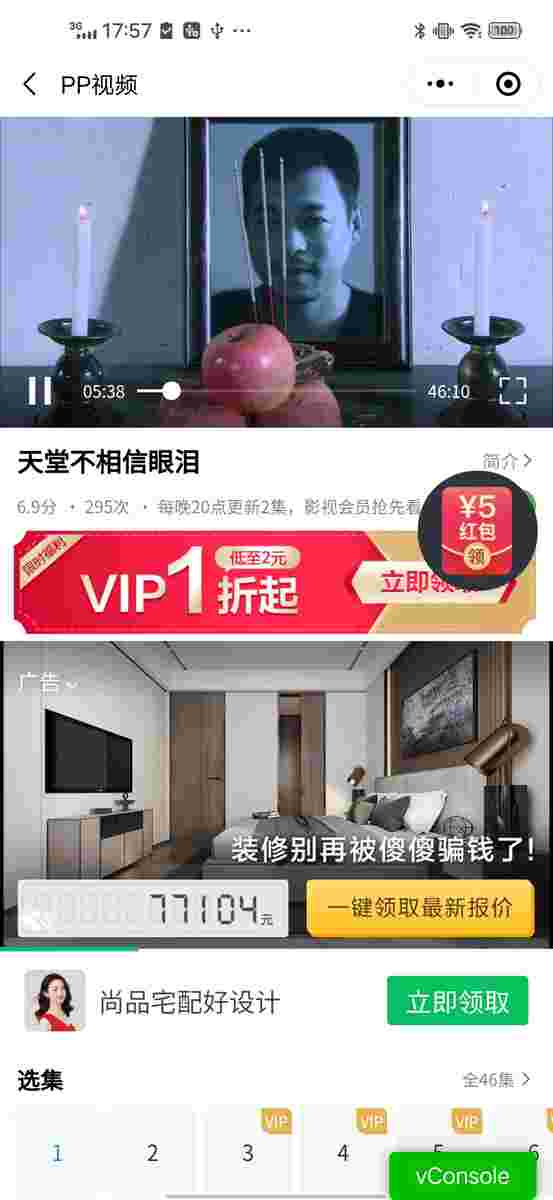 3G 17:57 100
PP视频
05:38 46:10
天堂不相信眼泪
简介
6.9分 · 295次 · 每晚20点更新2集，影视会员抢先看
¥5
红包
领
限时福利
VIP1折起
低至2元
立即领取
广告
装修别再被傻傻骗钱了!
77104元
一键领取最新报价
尚品宅配好设计
立即领取
选集
全46集
VIP VIP VIP
1 2 3 4 5 6
vConsole